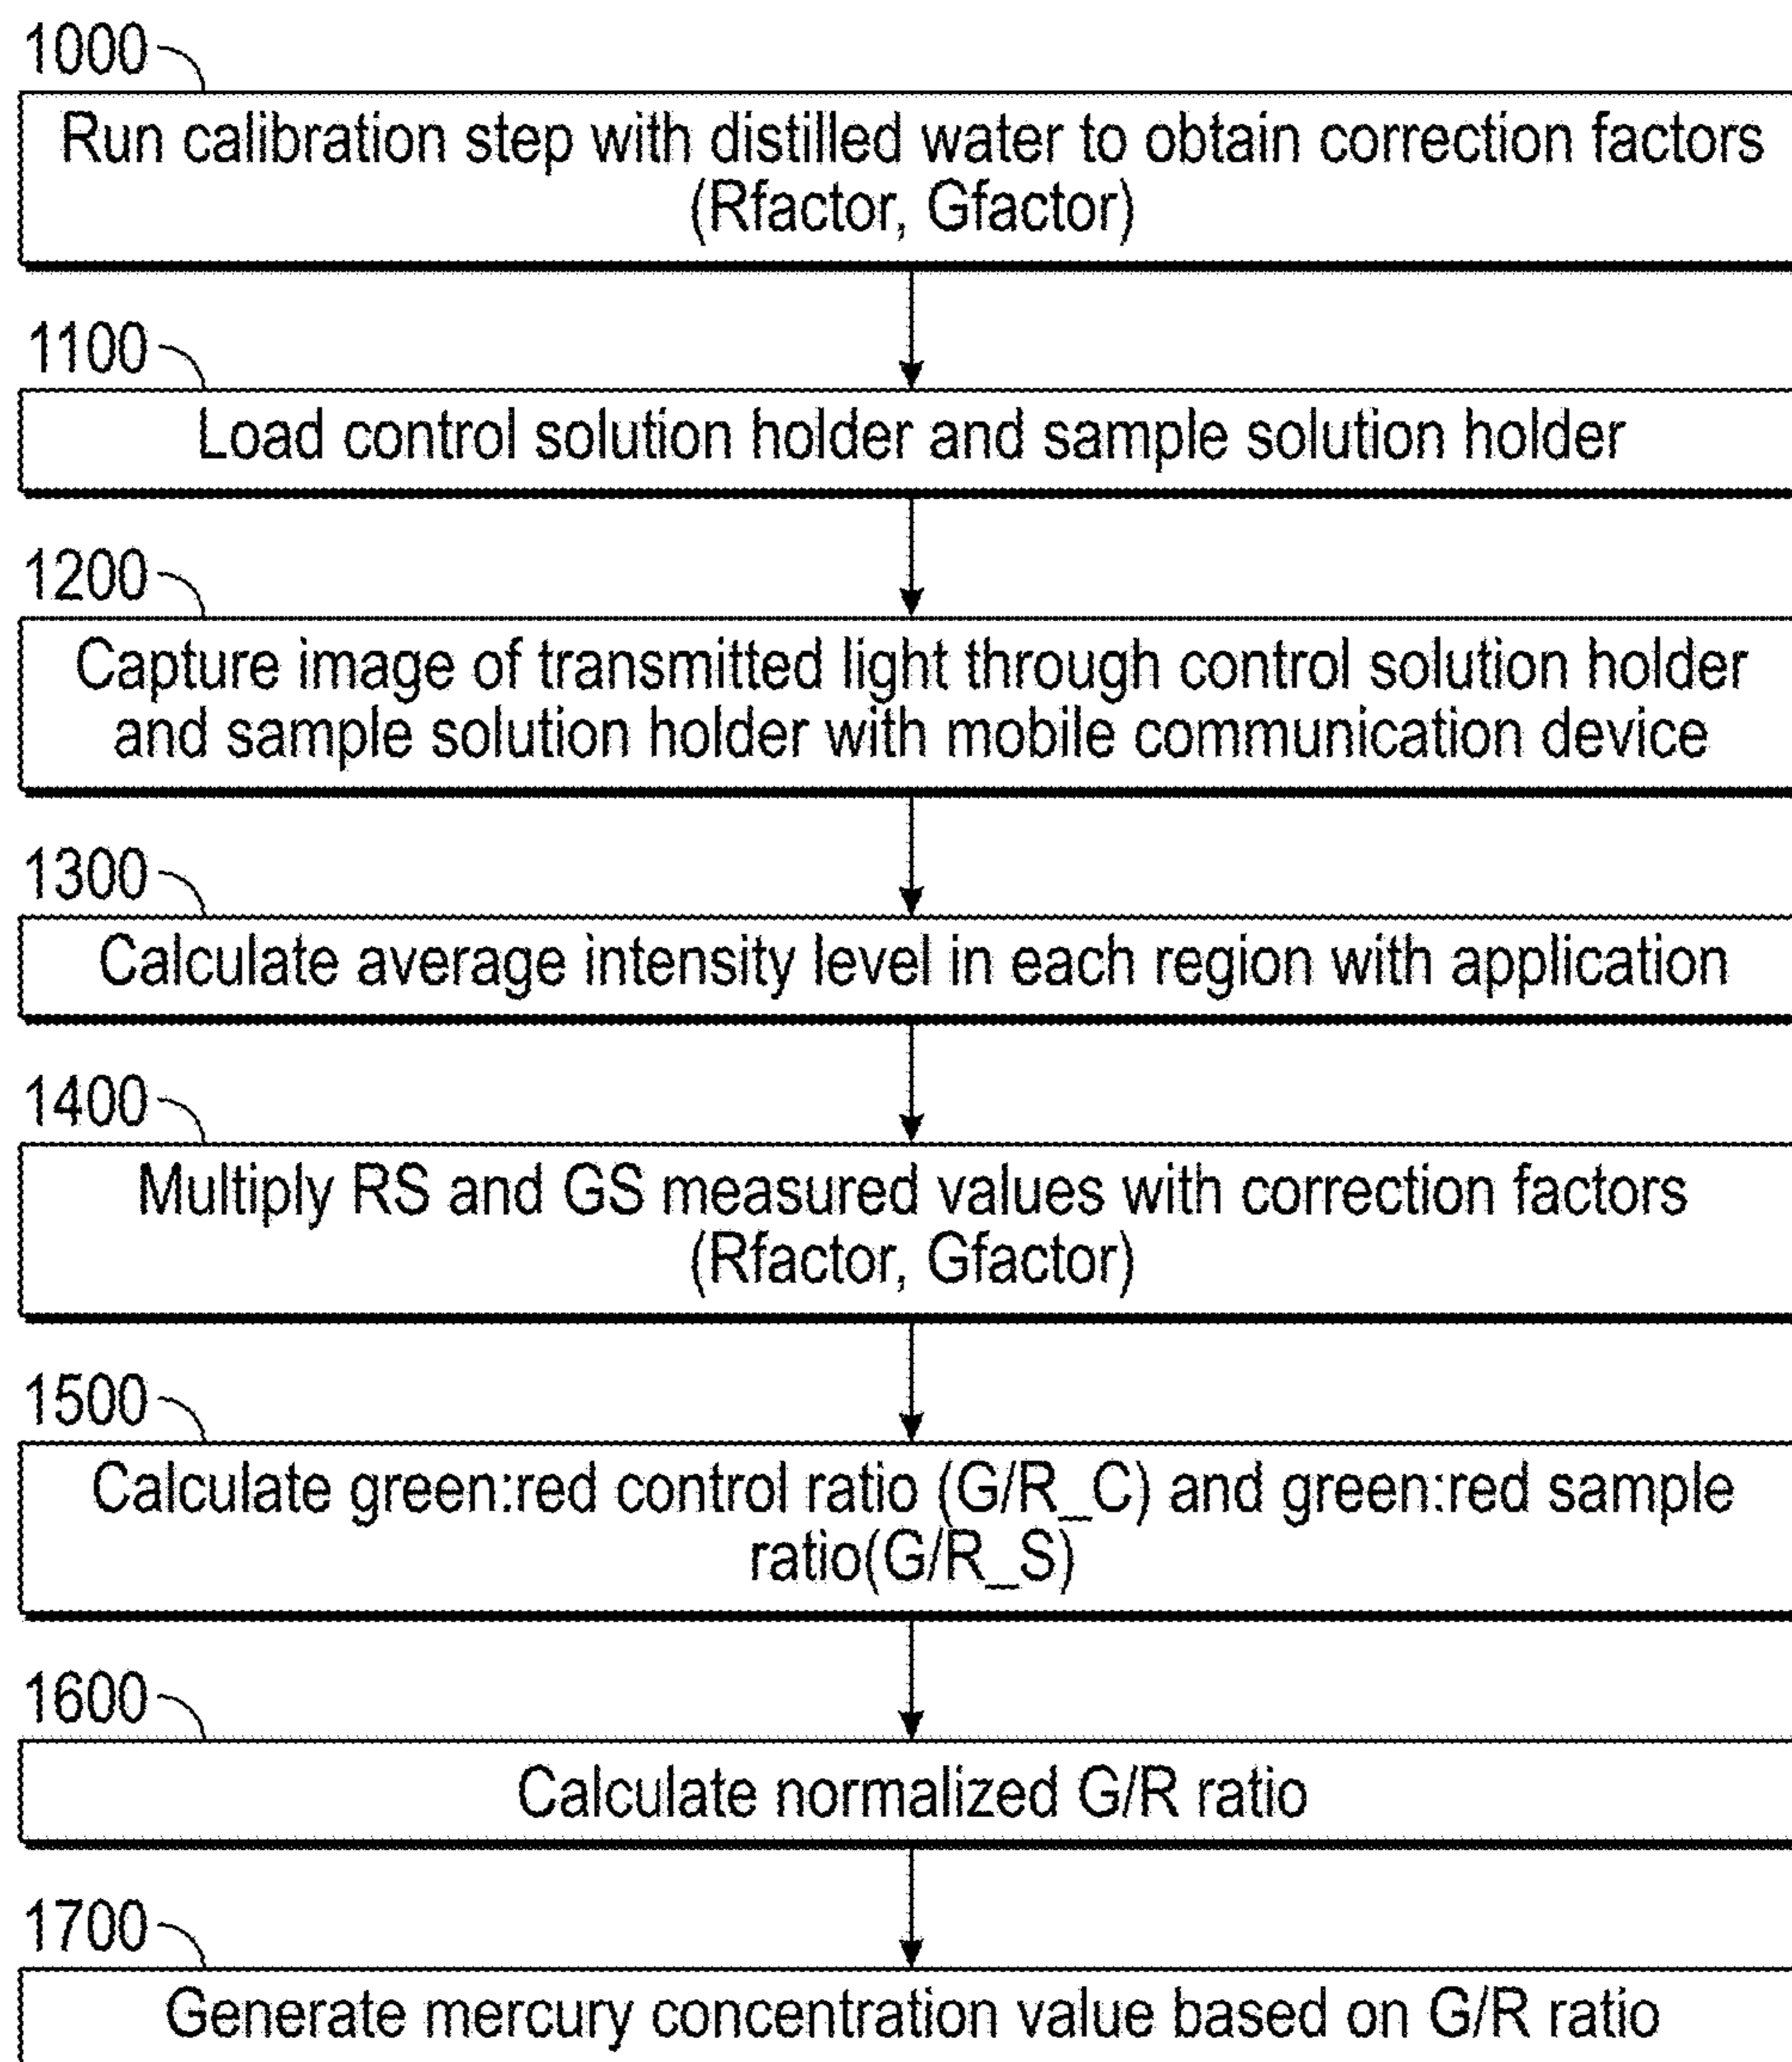 1000
Run calibration step with distilled water to obtain correction factors
(Rfactor, Gfactor)
1100
Load control solution holder and sample solution holder
1200
Capture image of transmitted light through control solution holder
and sample solution holder with mobile communication device
1300
Calculate average intensity level in each region with application
1400
Multiply RS and GS measured values with correction factors
(Rfactor, Gfactor)
1500
Calculate green:red control ratio (G/R_C) and green:red sample
ratio(G/R_S)
1600
Calculate normalized G/R ratio
1700
Generate mercury concentration value based on G/R ratio